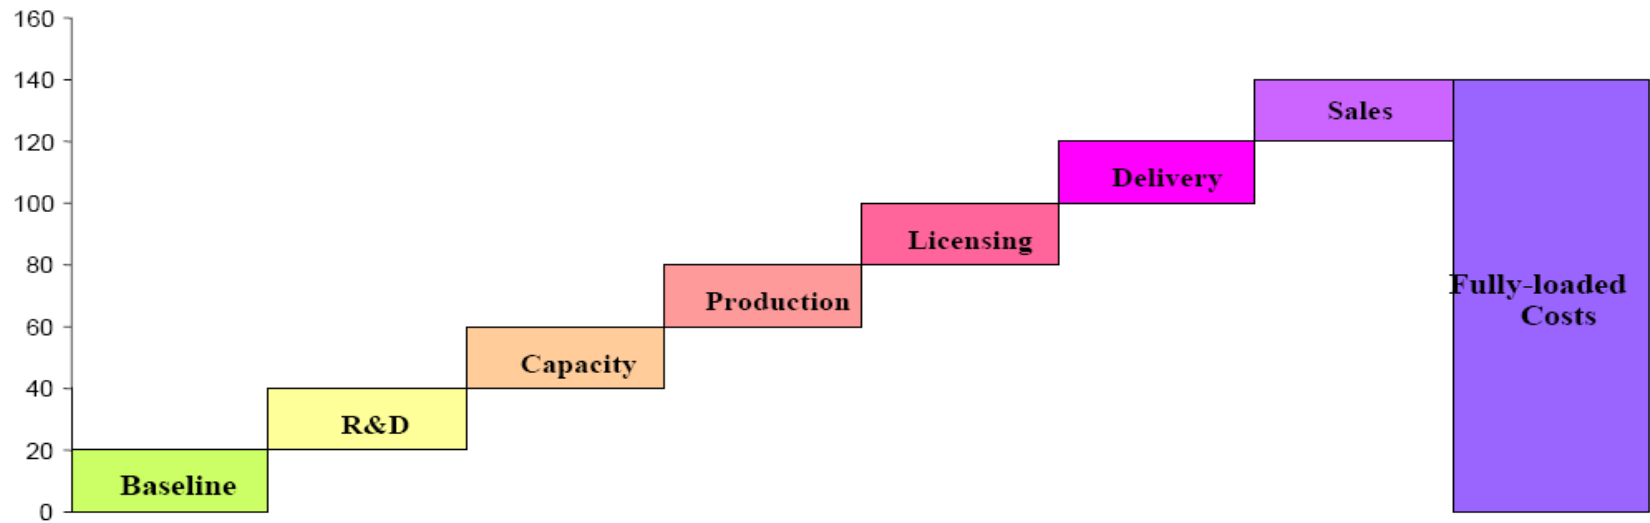 160
140
120
100
80
60
40
20
0
Baseline
R&D
Capacity
Production
Licensing
Delivery
Sales
Fully-loaded
Costs